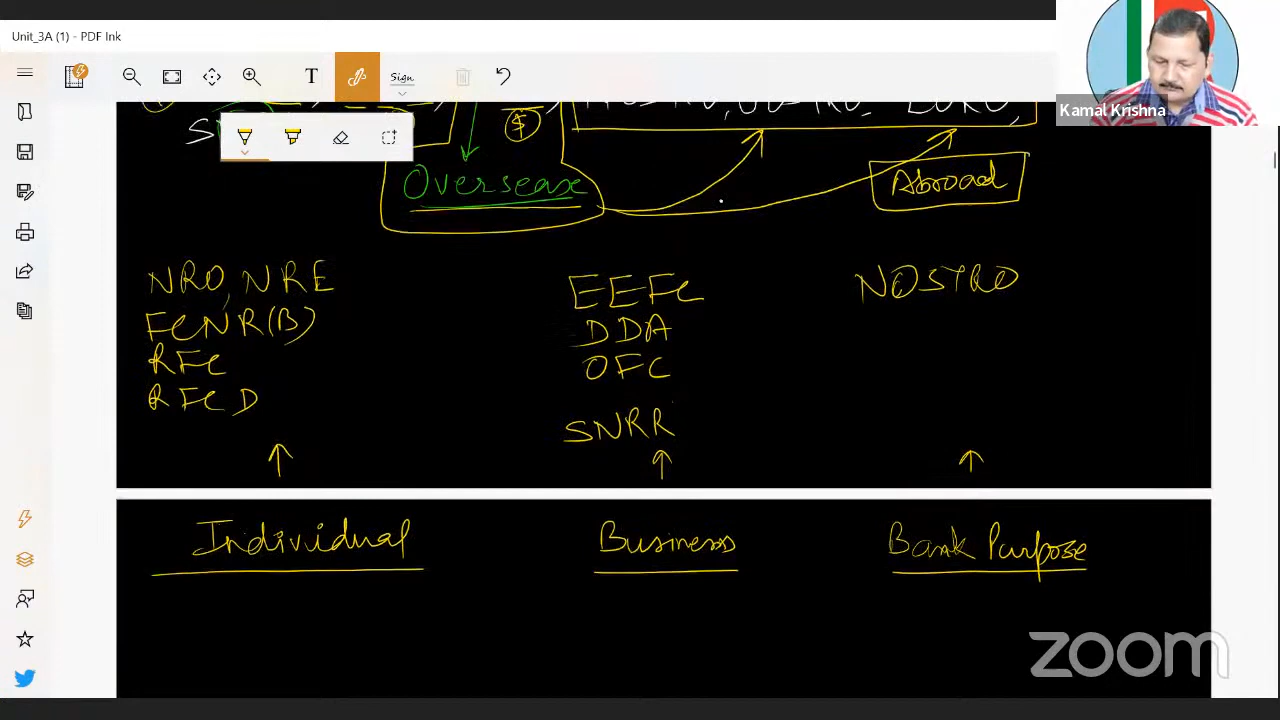 Unit_3A (1) - PDF Ink
T
Sign
Kamal Krishna
$
Overseas
Abroad
NRO, NRE
FCNR(B)
RFC
RFC D
EEFC
DDA
OFC
SNRR
NOSTRO
Individual
Business
Bank Purpose
zoom